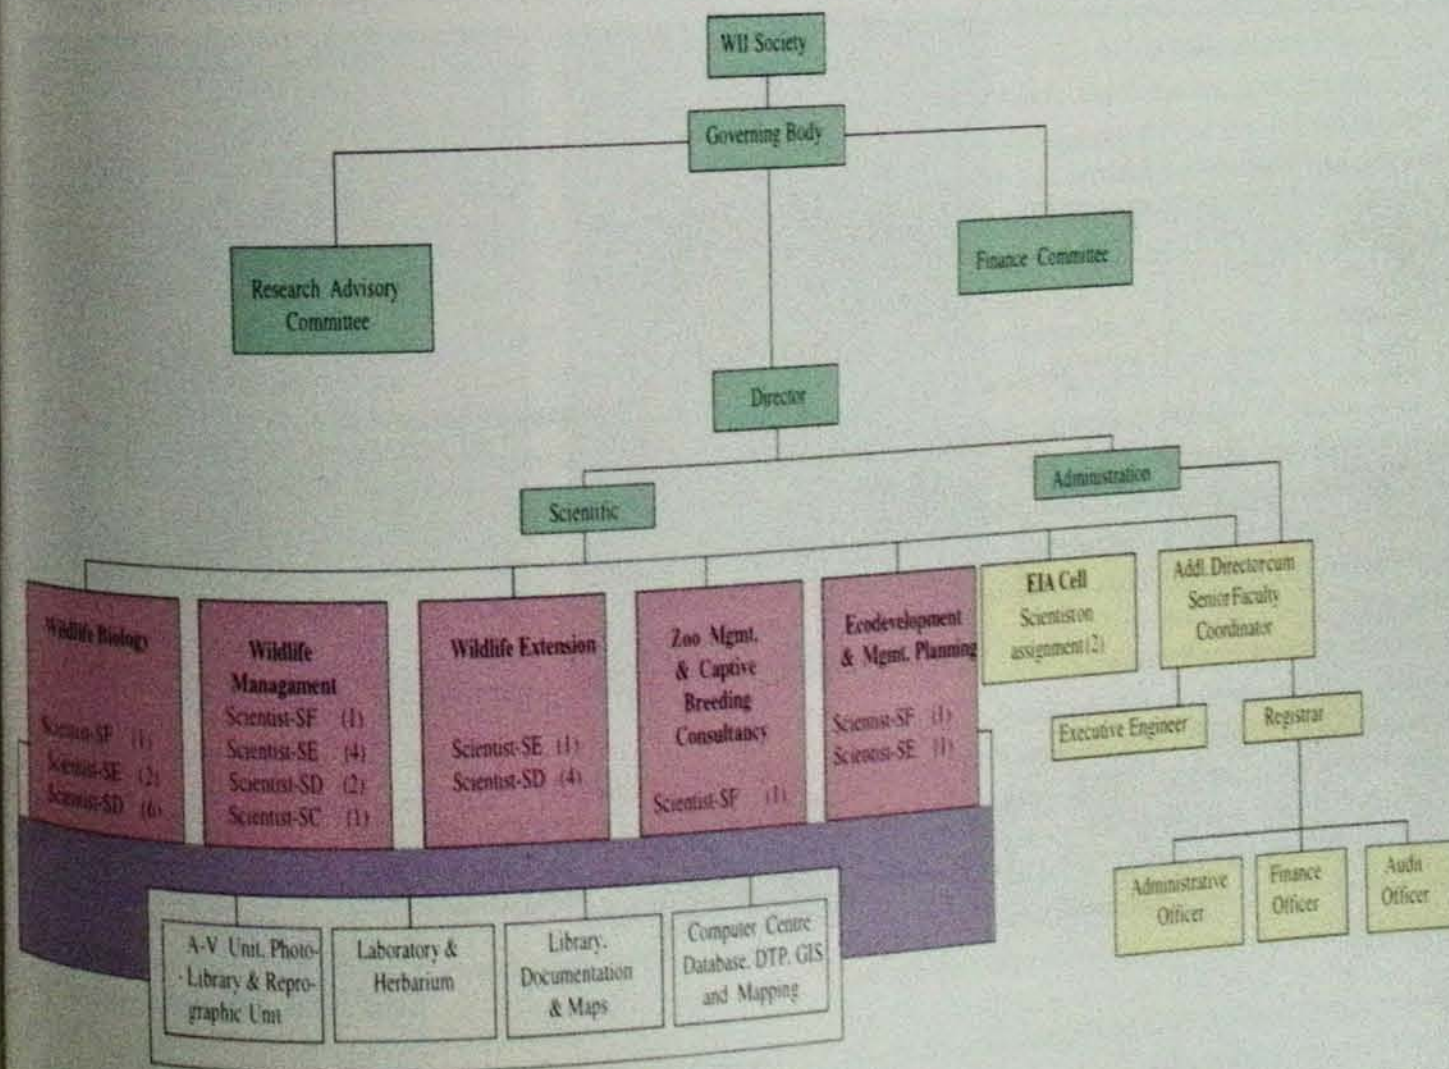 WII Society
Governing Body
Research Advisory
Committee
Finance Committee
Director
Scientific
Administration
Wildlife Biology
Scientist-SF (1)
Scientist-SE (2)
Scientist-SD (6)
Wildlife
Managament
Scientist-SF (1)
Scientist-SE (4)
Scientist-SD (2)
Scientist-SC (1)
Wildlife Extension
Scientist-SE (1)
Scientist-SD (4)
Zoo Mgmt.
& Captive
Breeding
Consultancy
Scientist-SF (1)
Ecodevelopment
& Mgmt. Planning
Scientist-SF (1)
Scientist-SE (1)
EIA Cell
Scientist on
assignment (2)
Addl. Director cum
Senior Faculty
Coordinator
Executive Engineer
Registrar
Administrative
Officer
Finance
Officer
Audit
Officer
A-V Unit, Photo-
- Library & Repro-
graphic Unit
Laboratory &
Herbarium
Library,
Documentation
& Maps
Computer Centre
Database, DTP, GIS
and Mapping